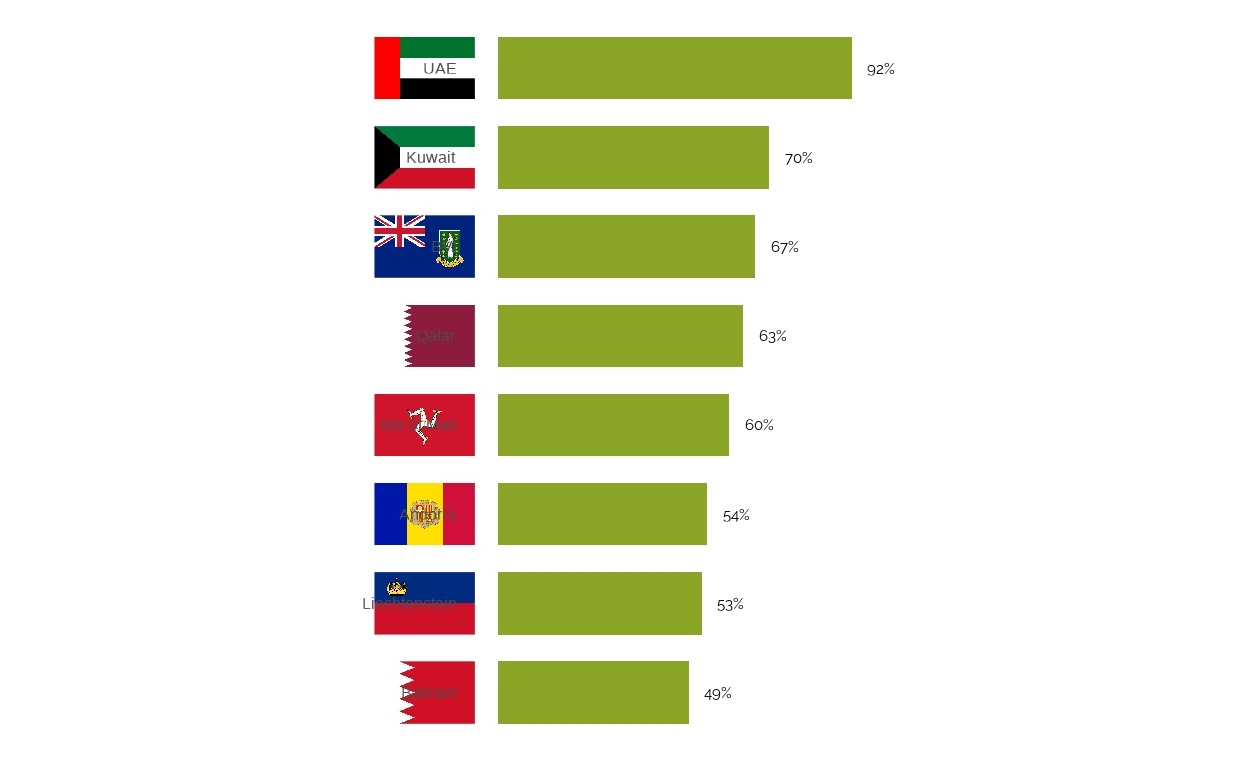 UAE
92%
Kuwait
70%
67%
Qatar
63%
Isle of Man
60%
Andorra
54%
Liechtenstein
53%
Bahrain
49%